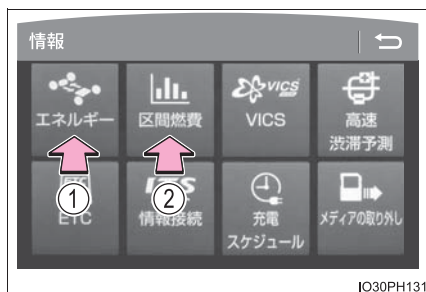 情報
エネルギー
区間燃費
VICS
VICS
高速
渋滞予測
1
2
ETC
ITS
情報接続
充電
スケジュール
メディアの取り外し
IO30PH131